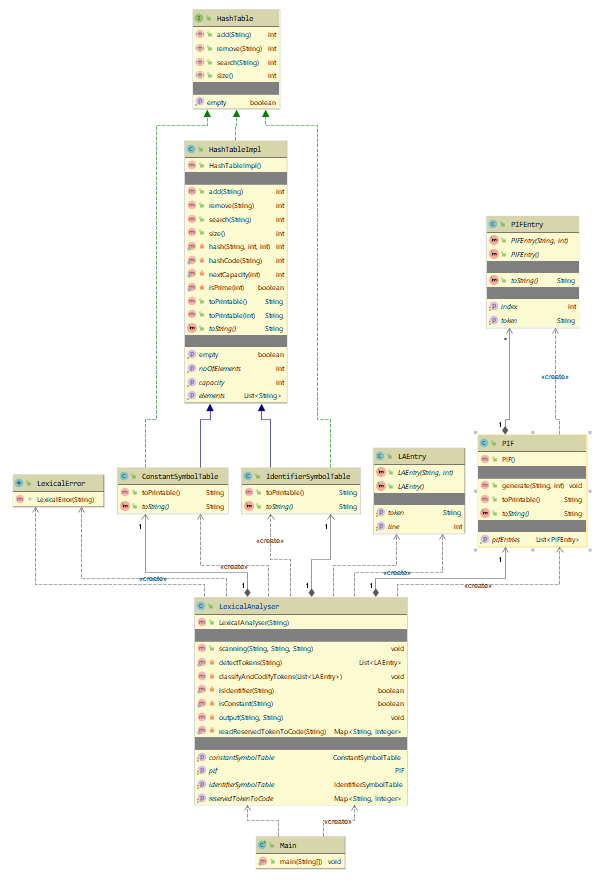 HashTable
add(String) int
remove(String) int
search(String) int
size() int
empty boolean
HashTableImpl
HashTableImpl()
add(String) int
remove(String) int
search(String) int
size() int
hash(String, int, int) int
hashCode(String) int
nextCapacity(int) int
isPrime(int) boolean
toPrintable() String
toPrintable(int) String
toString() String
empty boolean
noOfElements int
capacity int
elements List<String>
PIFEntry
PIFEntry(String, int)
PIFEntry()
toString() String
index int
token String
*
«create»
1
LexicalError
LexicalError(String)
ConstantSymbolTable
toPrintable() String
toString() String
IdentifierSymbolTable
toPrintable() String
toString() String
LAEntry
LAEntry(String, int)
LAEntry()
token String
line int
PIF
PIF()
generate(String, int) void
toPrintable() String
toString() String
pifEntries List<PIFEntry>
1
1
1
«create»
«create»
«create»
«create»
1
1
1
LexicalAnalyser
LexicalAnalyser(String)
scanning(String, String, String) void
detectTokens(String) List<LAEntry>
classifyAndCodifyTokens(List<LAEntry>) void
isIdentifier(String) boolean
isConstant(String) boolean
output(String, String) void
readReservedTokenToCode(String) Map<String, Integer>
constantSymbolTable ConstantSymbolTable
pif PIF
identifierSymbolTable IdentifierSymbolTable
reservedTokenToCode Map<String, Integer>
«create»
Main
main(String[]) void